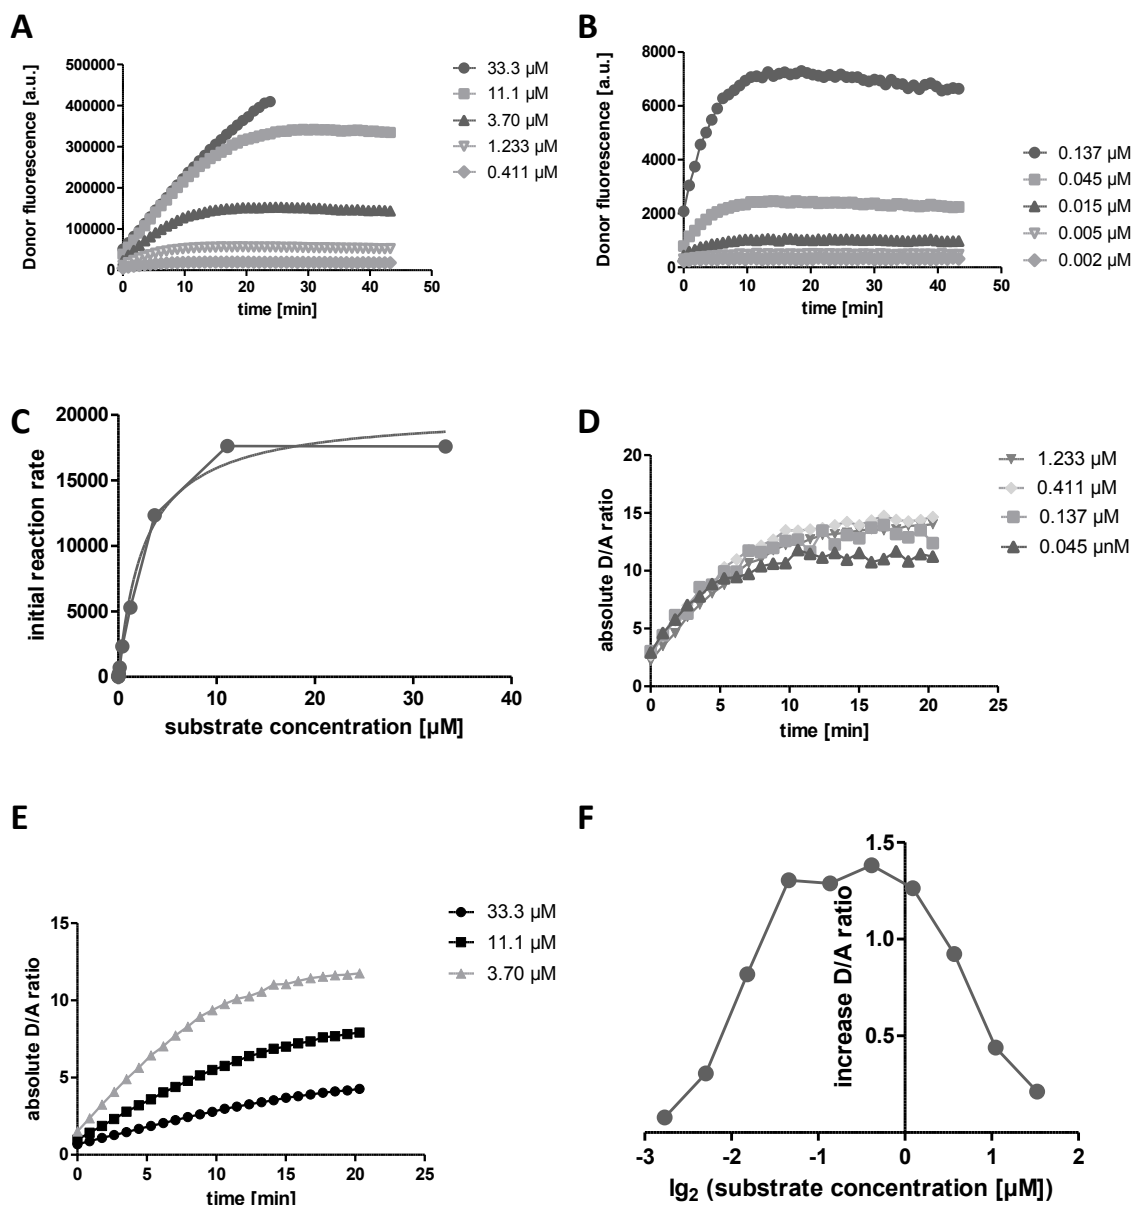 A
Donor fluorescence [a.u.]
500000
400000
300000
200000
100000
0
0 10 20 30 40 50
time [min]
33.3 µM
11.1 µM
3.70 µM
1.233 µM
0.411 µM
B
Donor fluorescence [a.u.]
8000
6000
4000
2000
0
0 10 20 30 40 50
time [min]
0.137 µM
0.045 µM
0.015 µM
0.005 µM
0.002 µM
C
initial reaction rate
20000
15000
10000
5000
0
0 10 20 30 40
substrate concentration [µM]
D
absolute D/A ratio
20
15
10
5
0
0 5 10 15 20 25
time [min]
1.233 µM
0.411 µM
0.137 µM
0.045 µnM
E
absolute D/A ratio
15
10
5
0
0 5 10 15 20 25
time [min]
33.3 µM
11.1 µM
3.70 µM
F
increase D/A ratio
1.5
1.0
0.5
-3 -2 -1 0 1 2
lg2 (substrate concentration [µM])